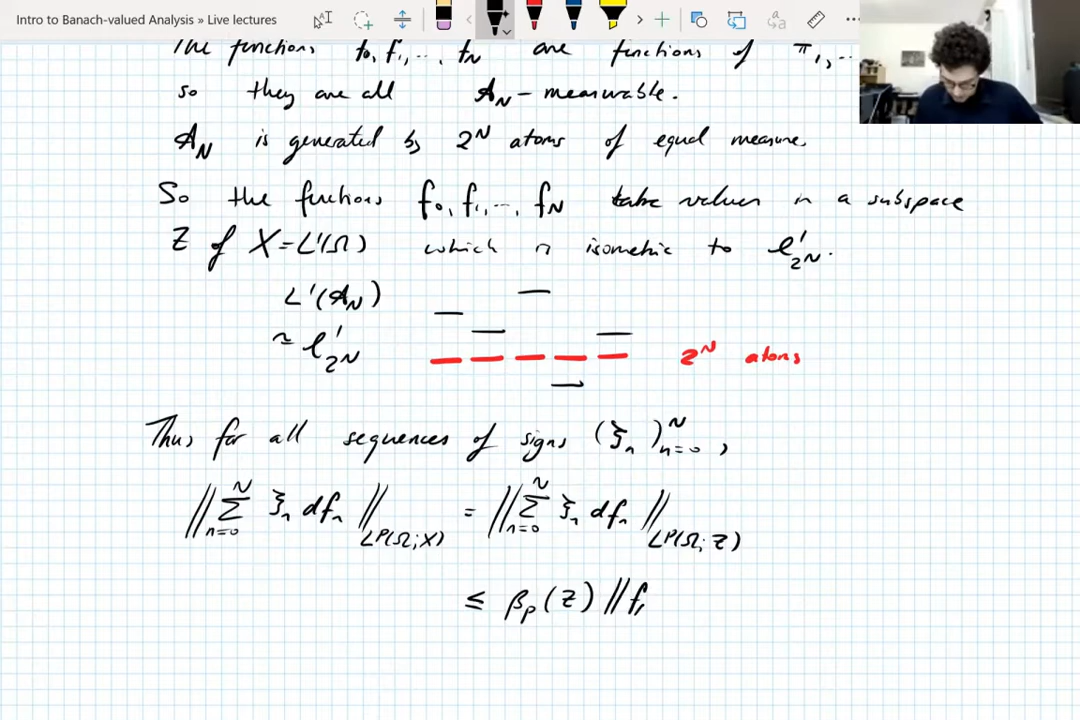 Intro to Banach-valued Analysis » Live lectures
The functions f₀, f₁, ..., f_N are functions of π₁, ...
so they are all 𝒜_N-measurable.
𝒜_N is generated by 2^N atoms of equal measure.
So the functions f₀, f₁, ..., f_N take values in a subspace
Z of X = L¹(Ω) which is isometric to ℓ¹_{2^N}.
L¹(𝒜_N)
≈ ℓ¹_{2^N}
2^N atoms
Thus for all sequences of signs (ξ_n)_{n=0}^N,
‖∑_{n=0}^N ξ_n df_n‖_{L^p(Ω;X)} = ‖∑_{n=0}^N ξ_n df_n‖_{L^p(Ω;Z)}
≤ β_p(Z) ‖f